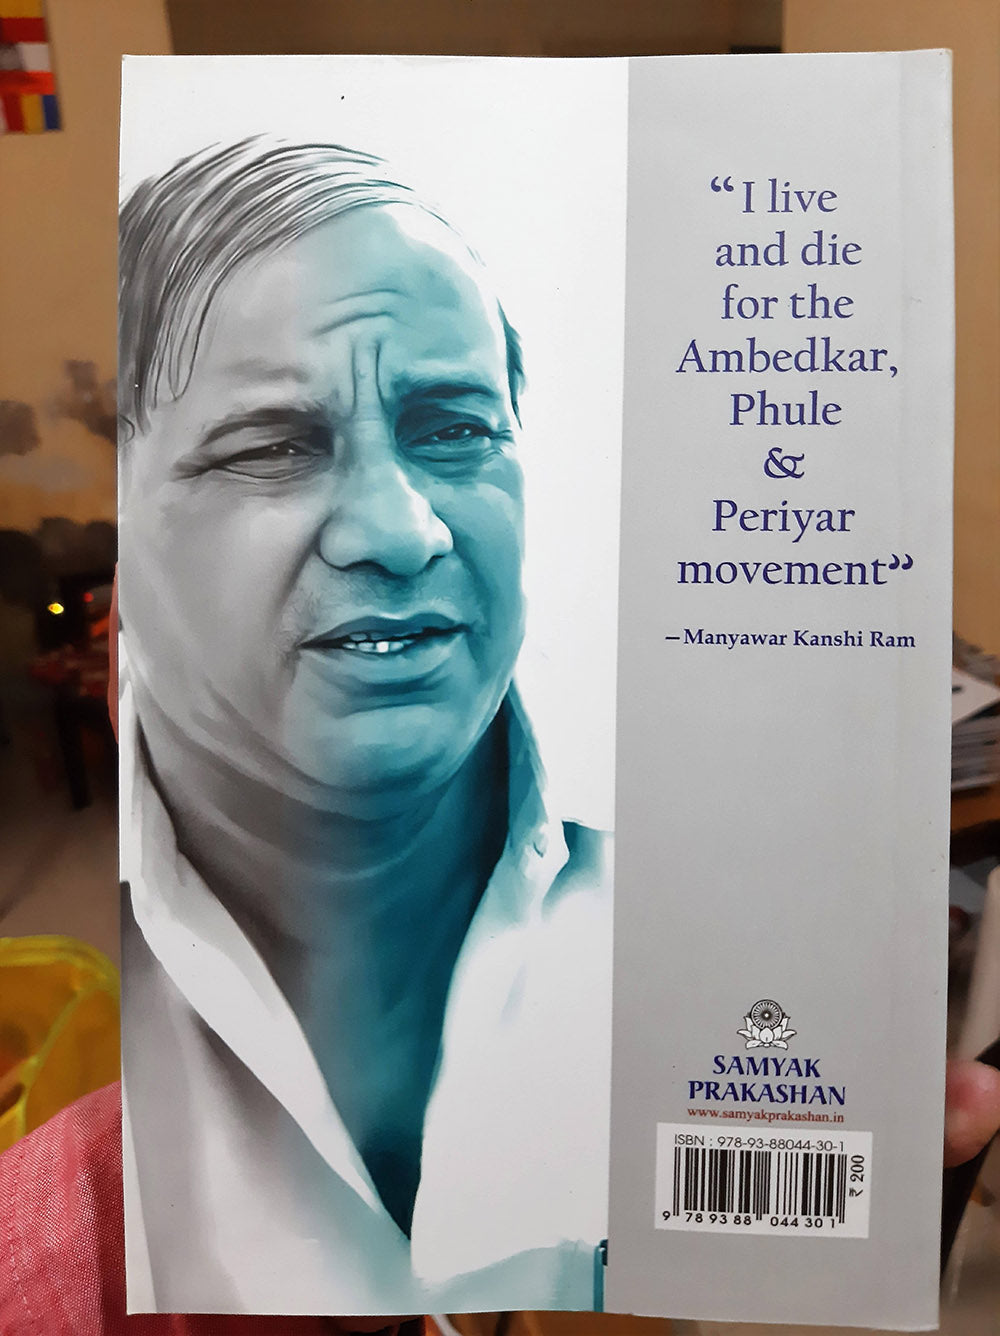 “I live
and die
for the
Ambedkar,
Phule
&
Periyar
movement”
–Manyawar Kanshi Ram
SAMYAK
PRAKASHAN
www.samyakprakashan.in
ISBN : 978-93-88044-30-1
₹ 200
9 789388 044301